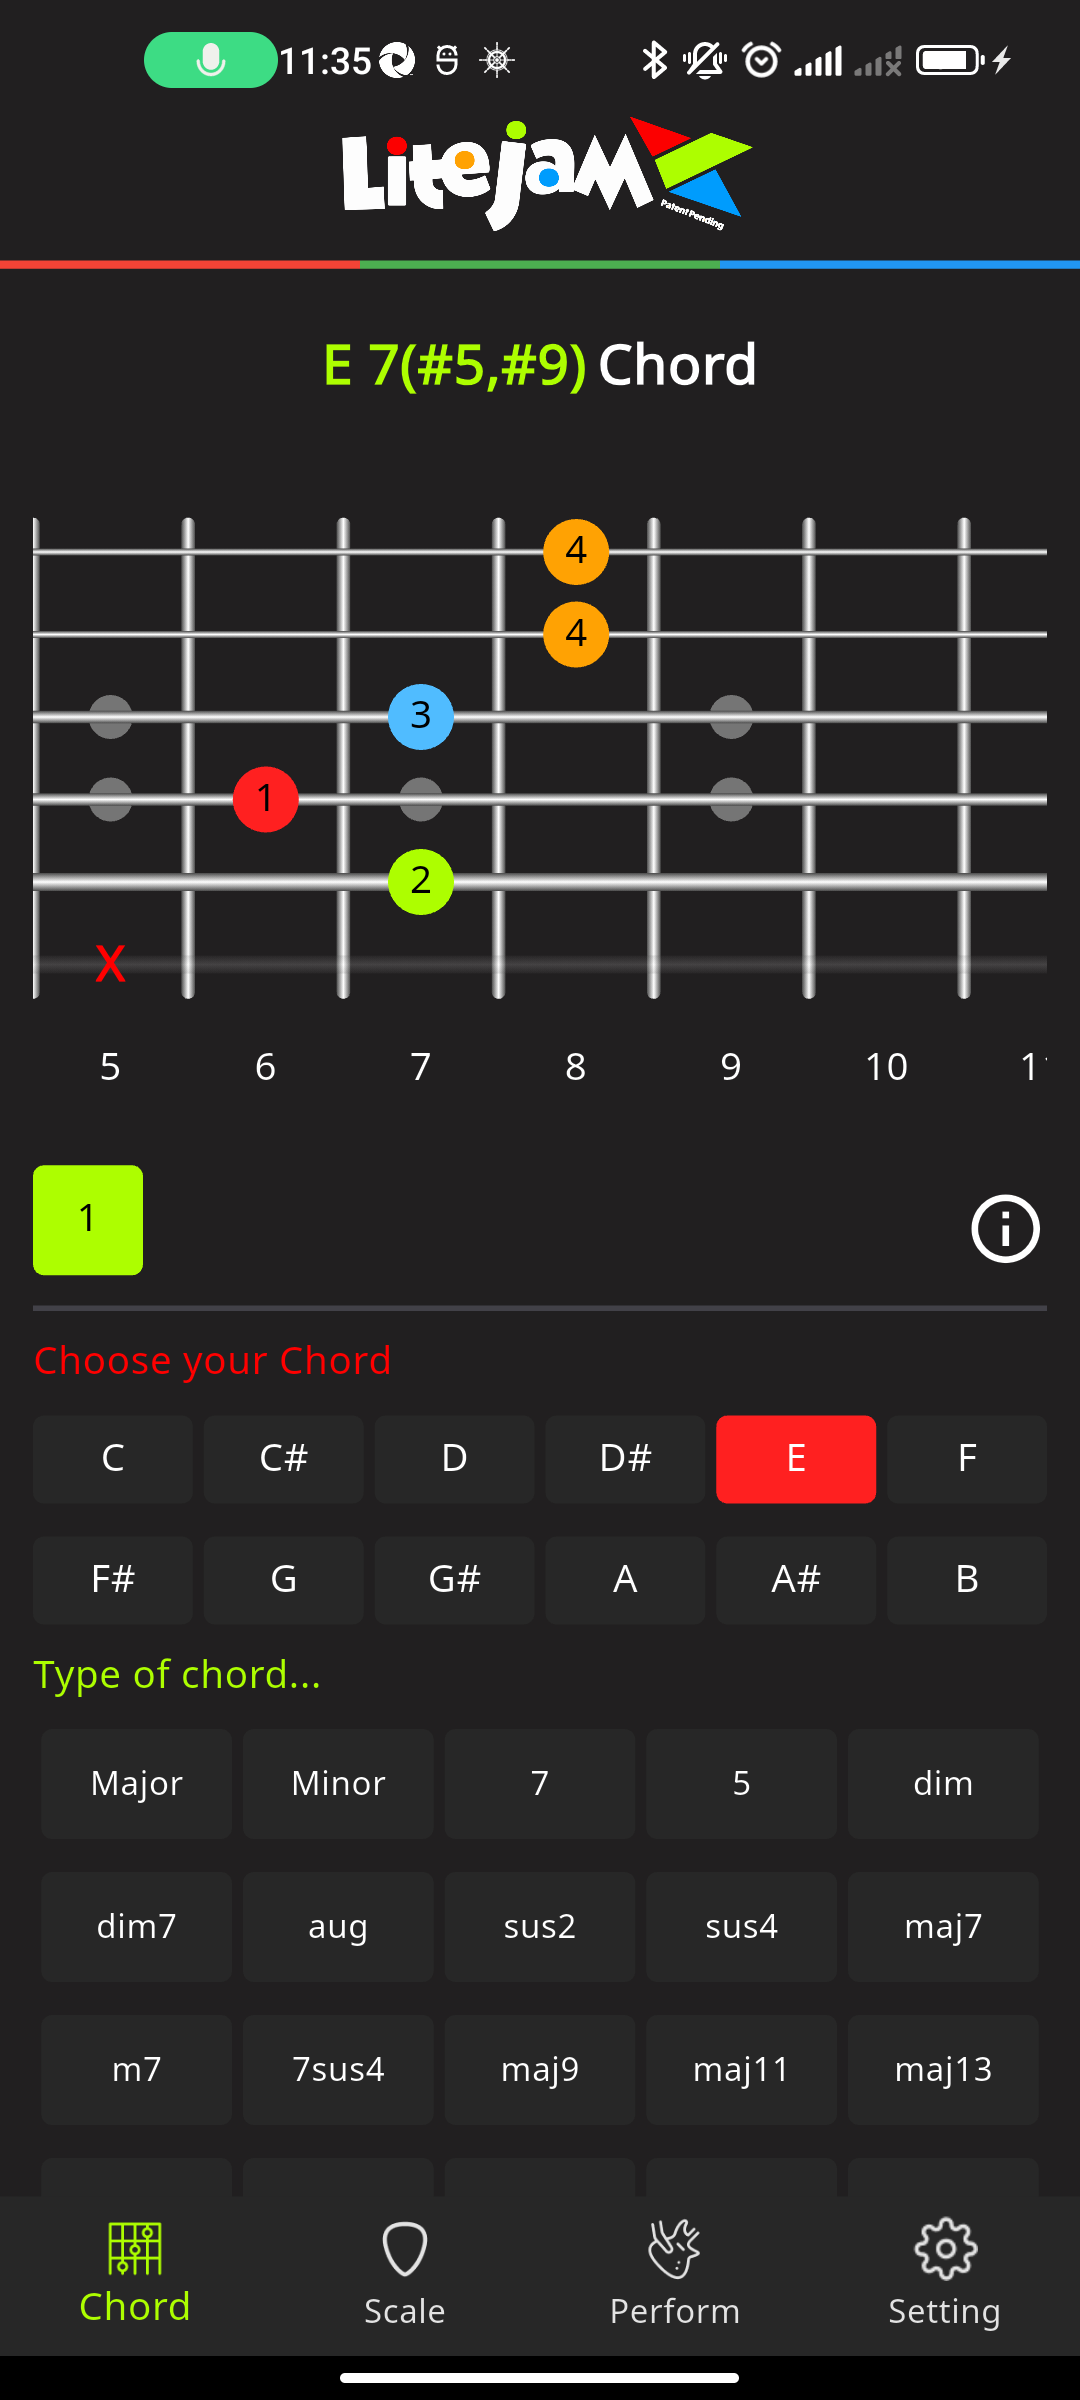 11:35
Litejam
Patent Pending
E 7(#5,#9) Chord
4
4
3
1
2
X
5 6 7 8 9 10
1
Choose your Chord
C C# D D# E F
F# G G# A A# B
Type of chord...
Major Minor 7 5 dim
dim7 aug sus2 sus4 maj7
m7 7sus4 maj9 maj11 maj13
Chord Scale Perform Setting